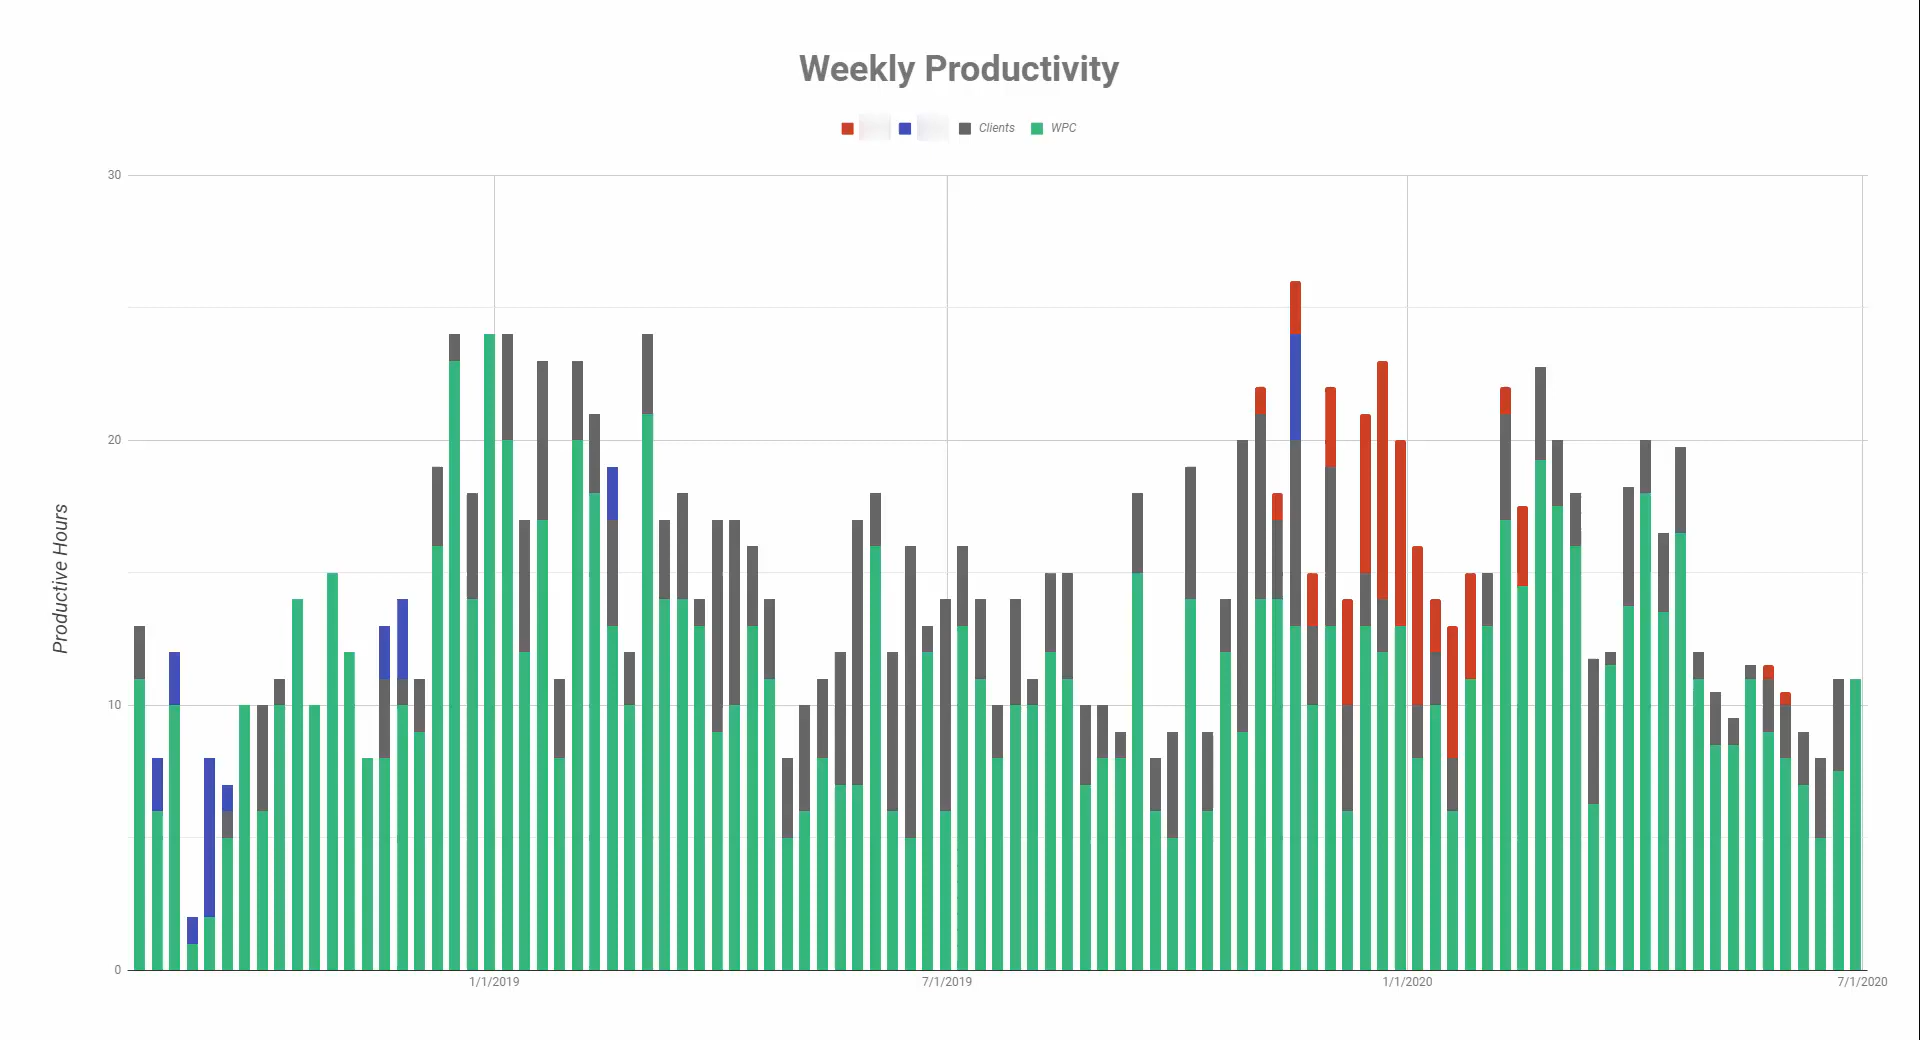 Weekly Productivity
Clients WPC
30
20
10
0
Productive Hours
1/1/2019 7/1/2019 1/1/2020 7/1/2020